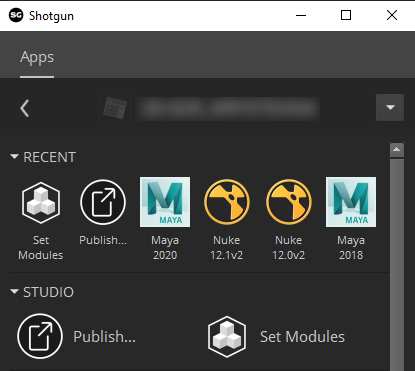 SG Shotgun
Apps
RECENT
MAYA MAYA
Set Publish... Maya Nuke Nuke Maya
Modules 2020 12.1v2 12.0v2 2018
STUDIO
Publish... Set Modules